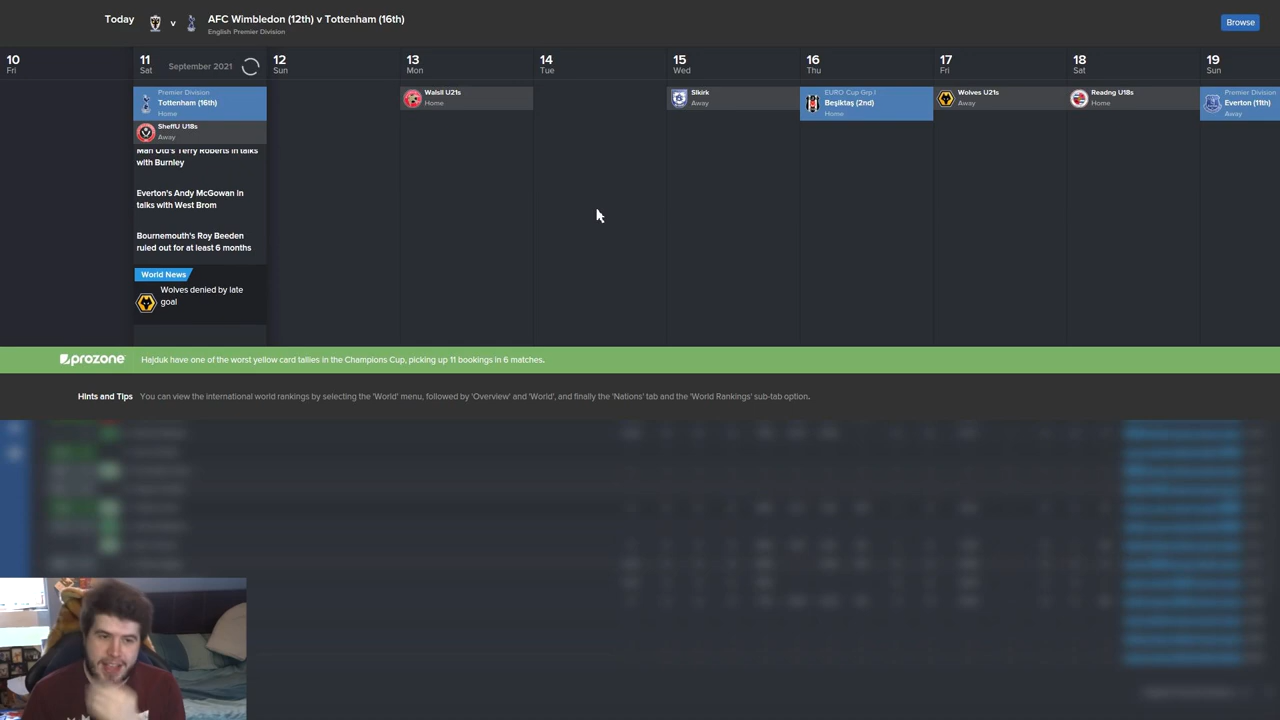 Today
v
AFC Wimbledon (12th) v Tottenham (16th)
English Premier Division
Browse
10
Fri
11
Sat
September 2021
12
Sun
13
Mon
14
Tue
15
Wed
16
Thu
17
Fri
18
Sat
19
Sun
Premier Division
Tottenham (16th)
Home
SheffU U18s
Away
Man Utd's Terry Roberts in talks
with Burnley
Everton's Andy McGowan in
talks with West Brom
Bournemouth's Roy Beeden
ruled out for at least 6 months
World News
Wolves denied by late
goal
Walsll U21s
Home
Slkirk
Away
EURO Cup Grp I
Beşiktaş (2nd)
Home
Wolves U21s
Away
Readng U18s
Home
Premier Division
Everton (11th)
Away
prozone
Hajduk have one of the worst yellow card tallies in the Champions Cup, picking up 11 bookings in 6 matches.
Hints and Tips
You can view the international world rankings by selecting the 'World' menu, followed by 'Overview' and 'World', and finally the 'Nations' tab and the 'World Rankings' sub-tab option.